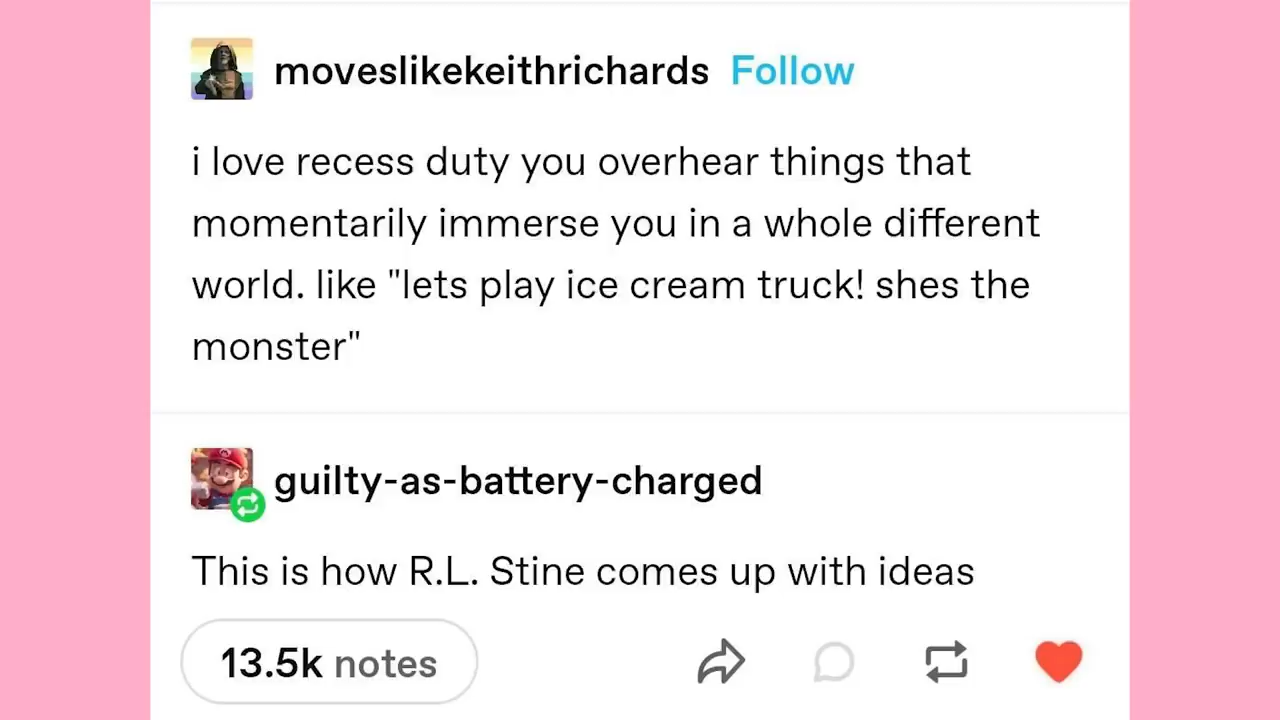 moveslikekeithrichards Follow
i love recess duty you overhear things that
momentarily immerse you in a whole different
world. like "lets play ice cream truck! shes the
monster"
guilty-as-battery-charged
This is how R.L. Stine comes up with ideas
13.5k notes